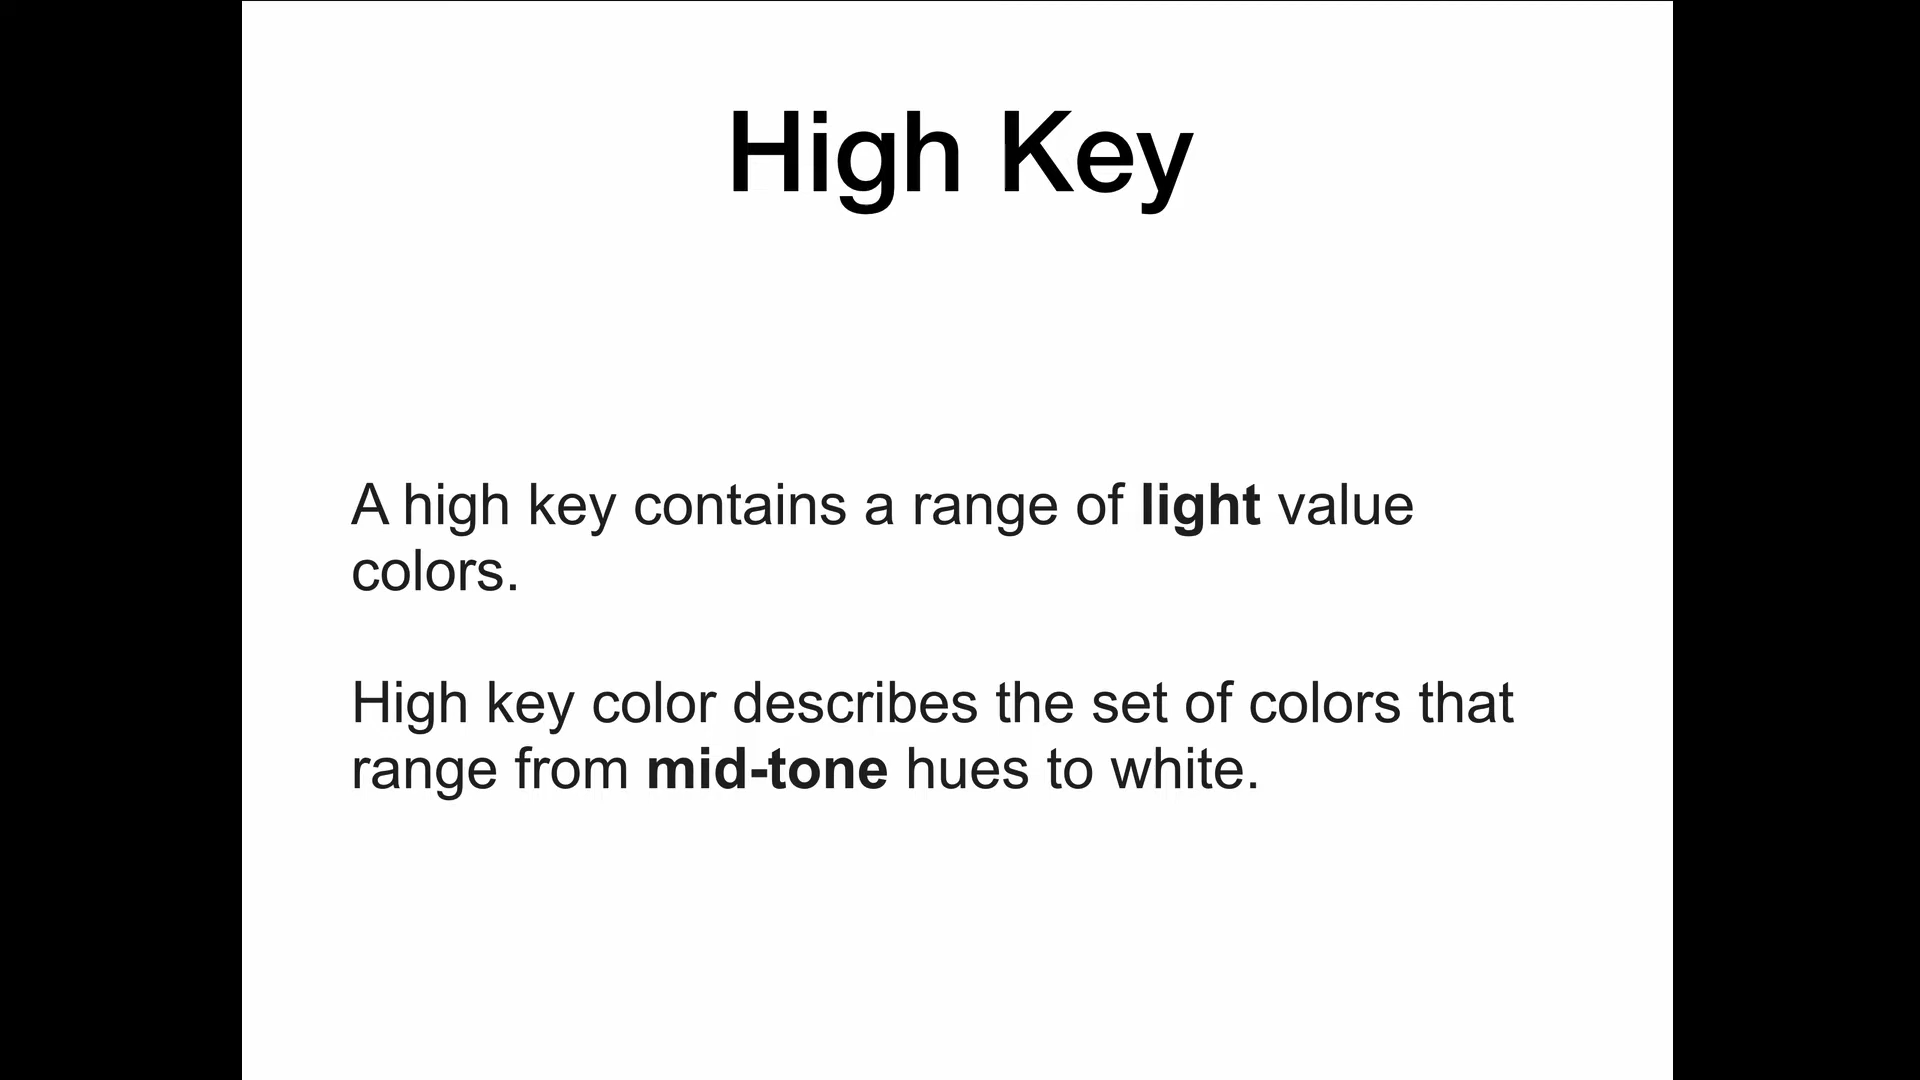 High Key
A high key contains a range of light value
colors.
High key color describes the set of colors that
range from mid-tone hues to white.